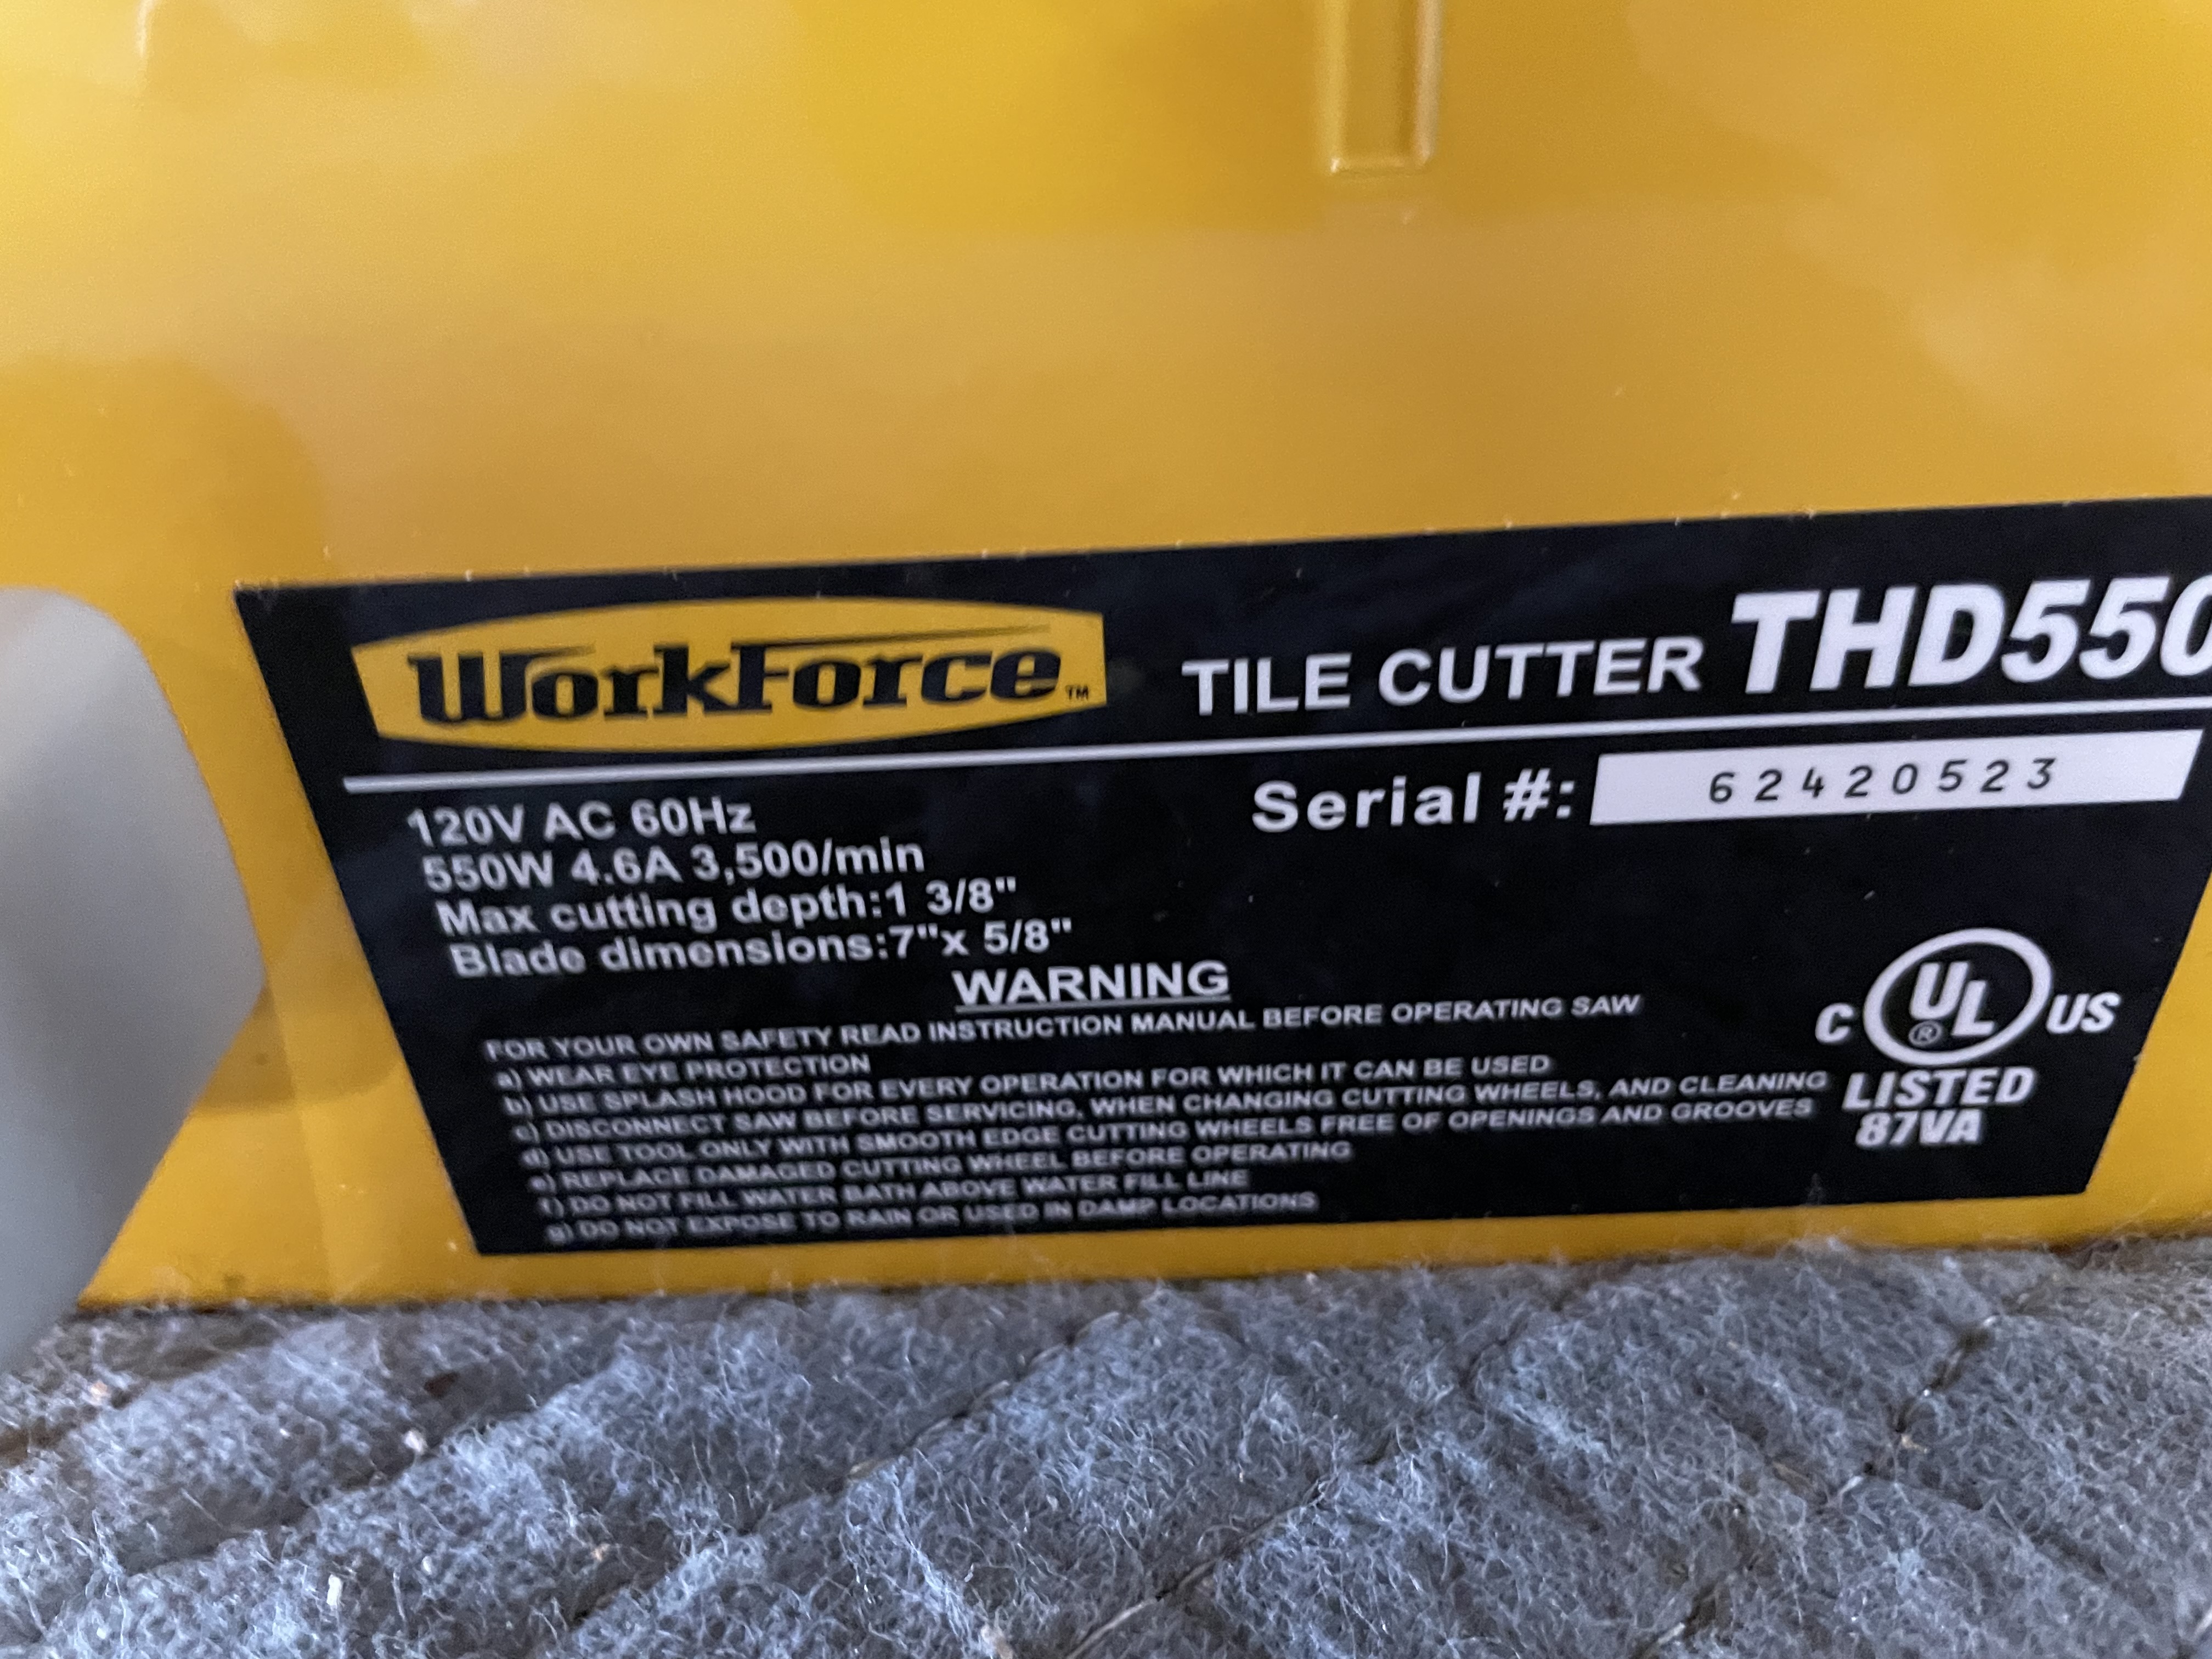 WorkForce™ TILE CUTTER THD550
Serial #: 62420523
120V AC 60Hz
550W 4.6A 3,500/min
Max cutting depth:1 3/8"
Blade dimensions:7"x 5/8"
WARNING
FOR YOUR OWN SAFETY READ INSTRUCTION MANUAL BEFORE OPERATING SAW
a) WEAR EYE PROTECTION
b) USE SPLASH HOOD FOR EVERY OPERATION FOR WHICH IT CAN BE USED
c) DISCONNECT SAW BEFORE SERVICING, WHEN CHANGING CUTTING WHEELS, AND CLEANING
d) USE TOOL ONLY WITH SMOOTH EDGE CUTTING WHEELS FREE OF OPENINGS AND GROOVES
e) REPLACE DAMAGED CUTTING WHEEL BEFORE OPERATING
f) DO NOT FILL WATER BATH ABOVE WATER FILL LINE
g) DO NOT EXPOSE TO RAIN OR USED IN DAMP LOCATIONS
C UL® US
LISTED
87VA